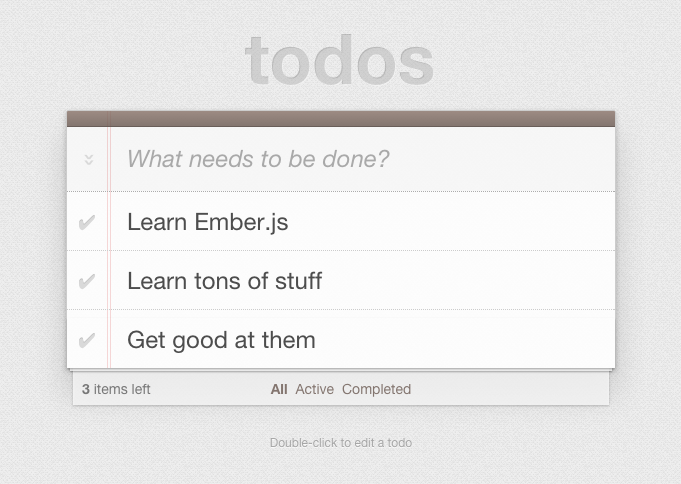 todos
What needs to be done?
Learn Ember.js
Learn tons of stuff
Get good at them
3 items left All Active Completed
Double-click to edit a todo